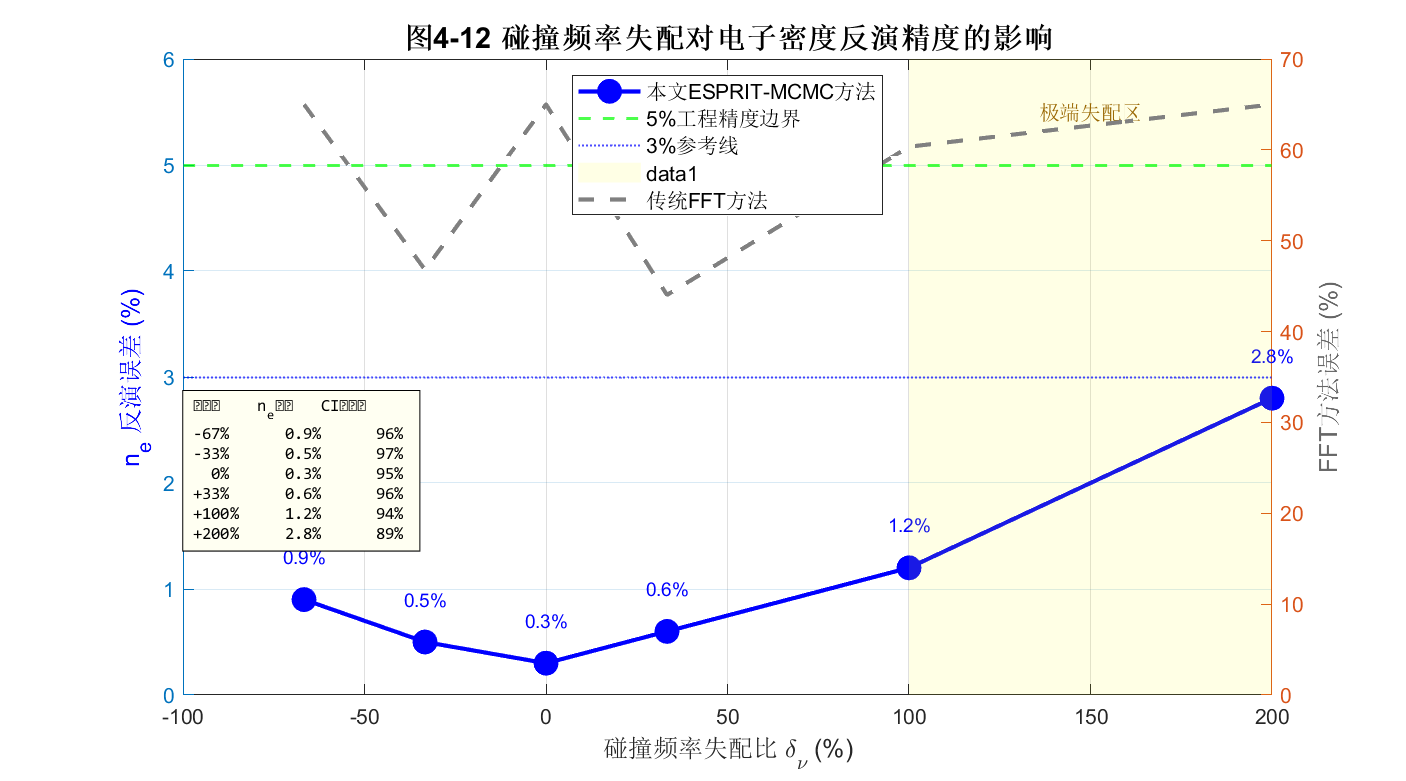 图4-12 碰撞频率失配对电子密度反演精度的影响
本文ESPRIT-MCMC方法
5%工程精度边界
3%参考线
data1
传统FFT方法
极端失配区
6
5
4
3
2
1
0
n_e 反演误差 (%)
70
60
50
40
30
20
10
0
FFT方法误差 (%)
n_e CI
-67% 0.9% 96%
-33% 0.5% 97%
0% 0.3% 95%
+33% 0.6% 96%
+100% 1.2% 94%
+200% 2.8% 89%
0.9%
0.5%
0.3%
0.6%
1.2%
2.8%
-100 -50 0 50 100 150 200
碰撞频率失配比 δ_ν (%)